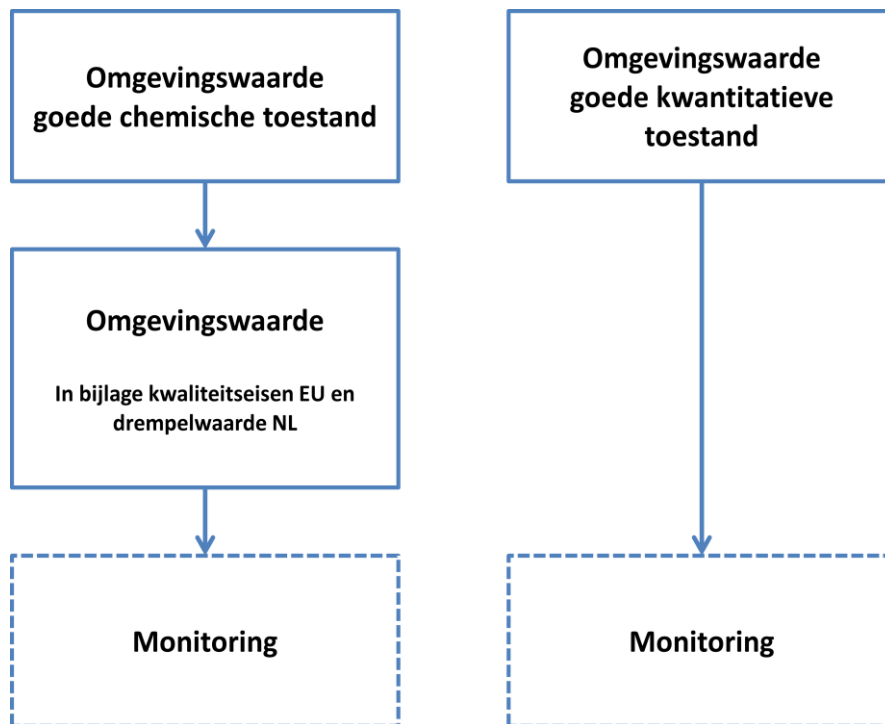 Omgevingswaarde
goede chemische toestand
Omgevingswaarde
In bijlage kwaliteitseisen EU en
drempelwaarde NL
Monitoring
Omgevingswaarde
goede kwantitatieve
toestand
Monitoring